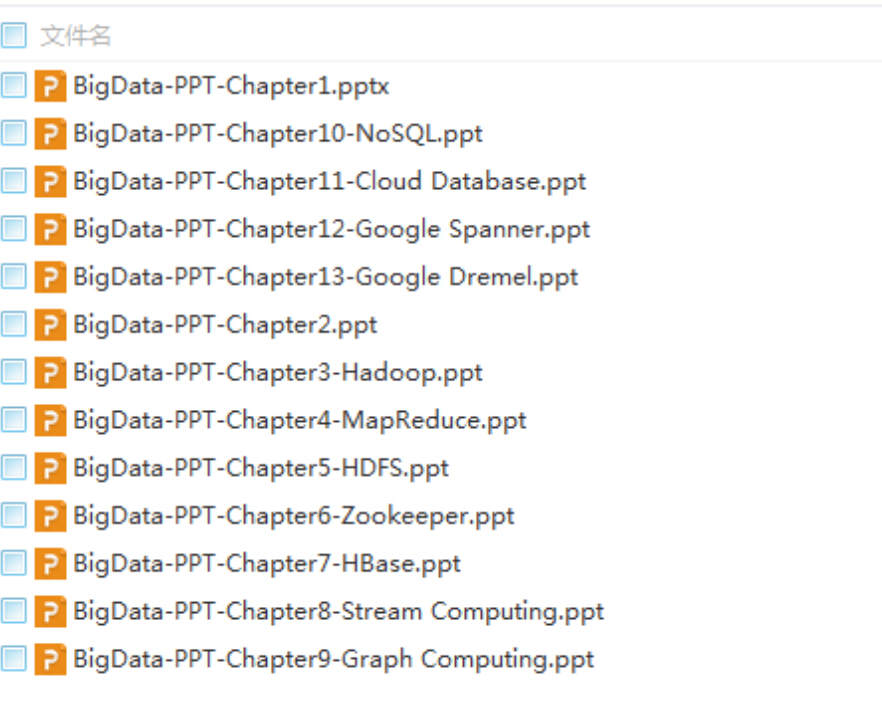 文件名
BigData-PPT-Chapter1.pptx
BigData-PPT-Chapter10-NoSQL.ppt
BigData-PPT-Chapter11-Cloud Database.ppt
BigData-PPT-Chapter12-Google Spanner.ppt
BigData-PPT-Chapter13-Google Dremel.ppt
BigData-PPT-Chapter2.ppt
BigData-PPT-Chapter3-Hadoop.ppt
BigData-PPT-Chapter4-MapReduce.ppt
BigData-PPT-Chapter5-HDFS.ppt
BigData-PPT-Chapter6-Zookeeper.ppt
BigData-PPT-Chapter7-HBase.ppt
BigData-PPT-Chapter8-Stream Computing.ppt
BigData-PPT-Chapter9-Graph Computing.ppt